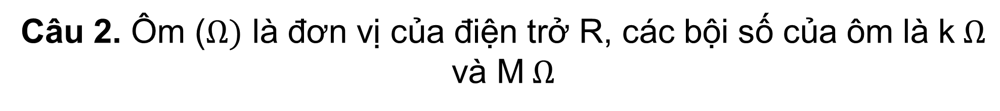 Câu 2. Ôm (Ω) là đơn vị của điện trở R, các bội số của ôm là k Ω
và M Ω